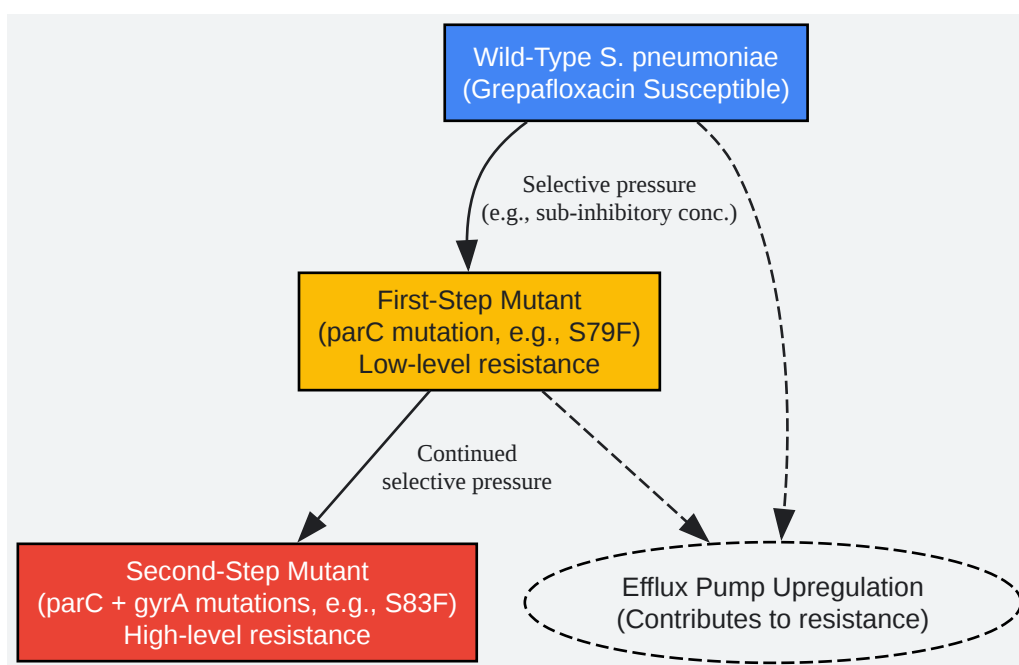 Wild-Type S. pneumoniae
(Grepafloxacin Susceptible)
Selective pressure
(e.g., sub-inhibitory conc.)
First-Step Mutant
(parC mutation, e.g., S79F)
Low-level resistance
Continued
selective pressure
Second-Step Mutant
(parC + gyrA mutations, e.g., S83F)
High-level resistance
Efflux Pump Upregulation
(Contributes to resistance)